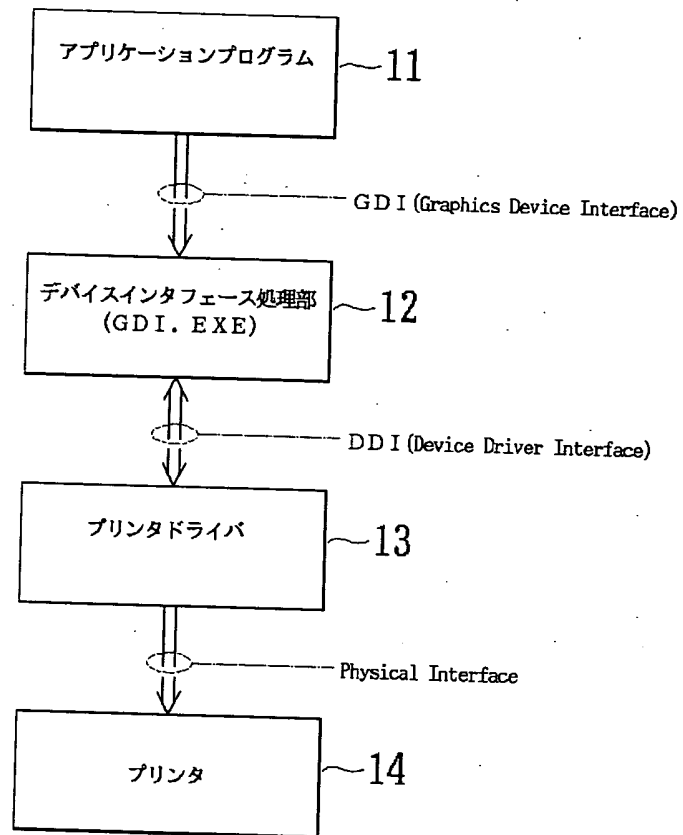 アプリケーションプログラム
11
GDI(Graphics Device Interface)
デバイスインタフェース処理部
(GDI.EXE)
12
DDI(Device Driver Interface)
プリンタドライバ
13
Physical Interface
プリンタ
14